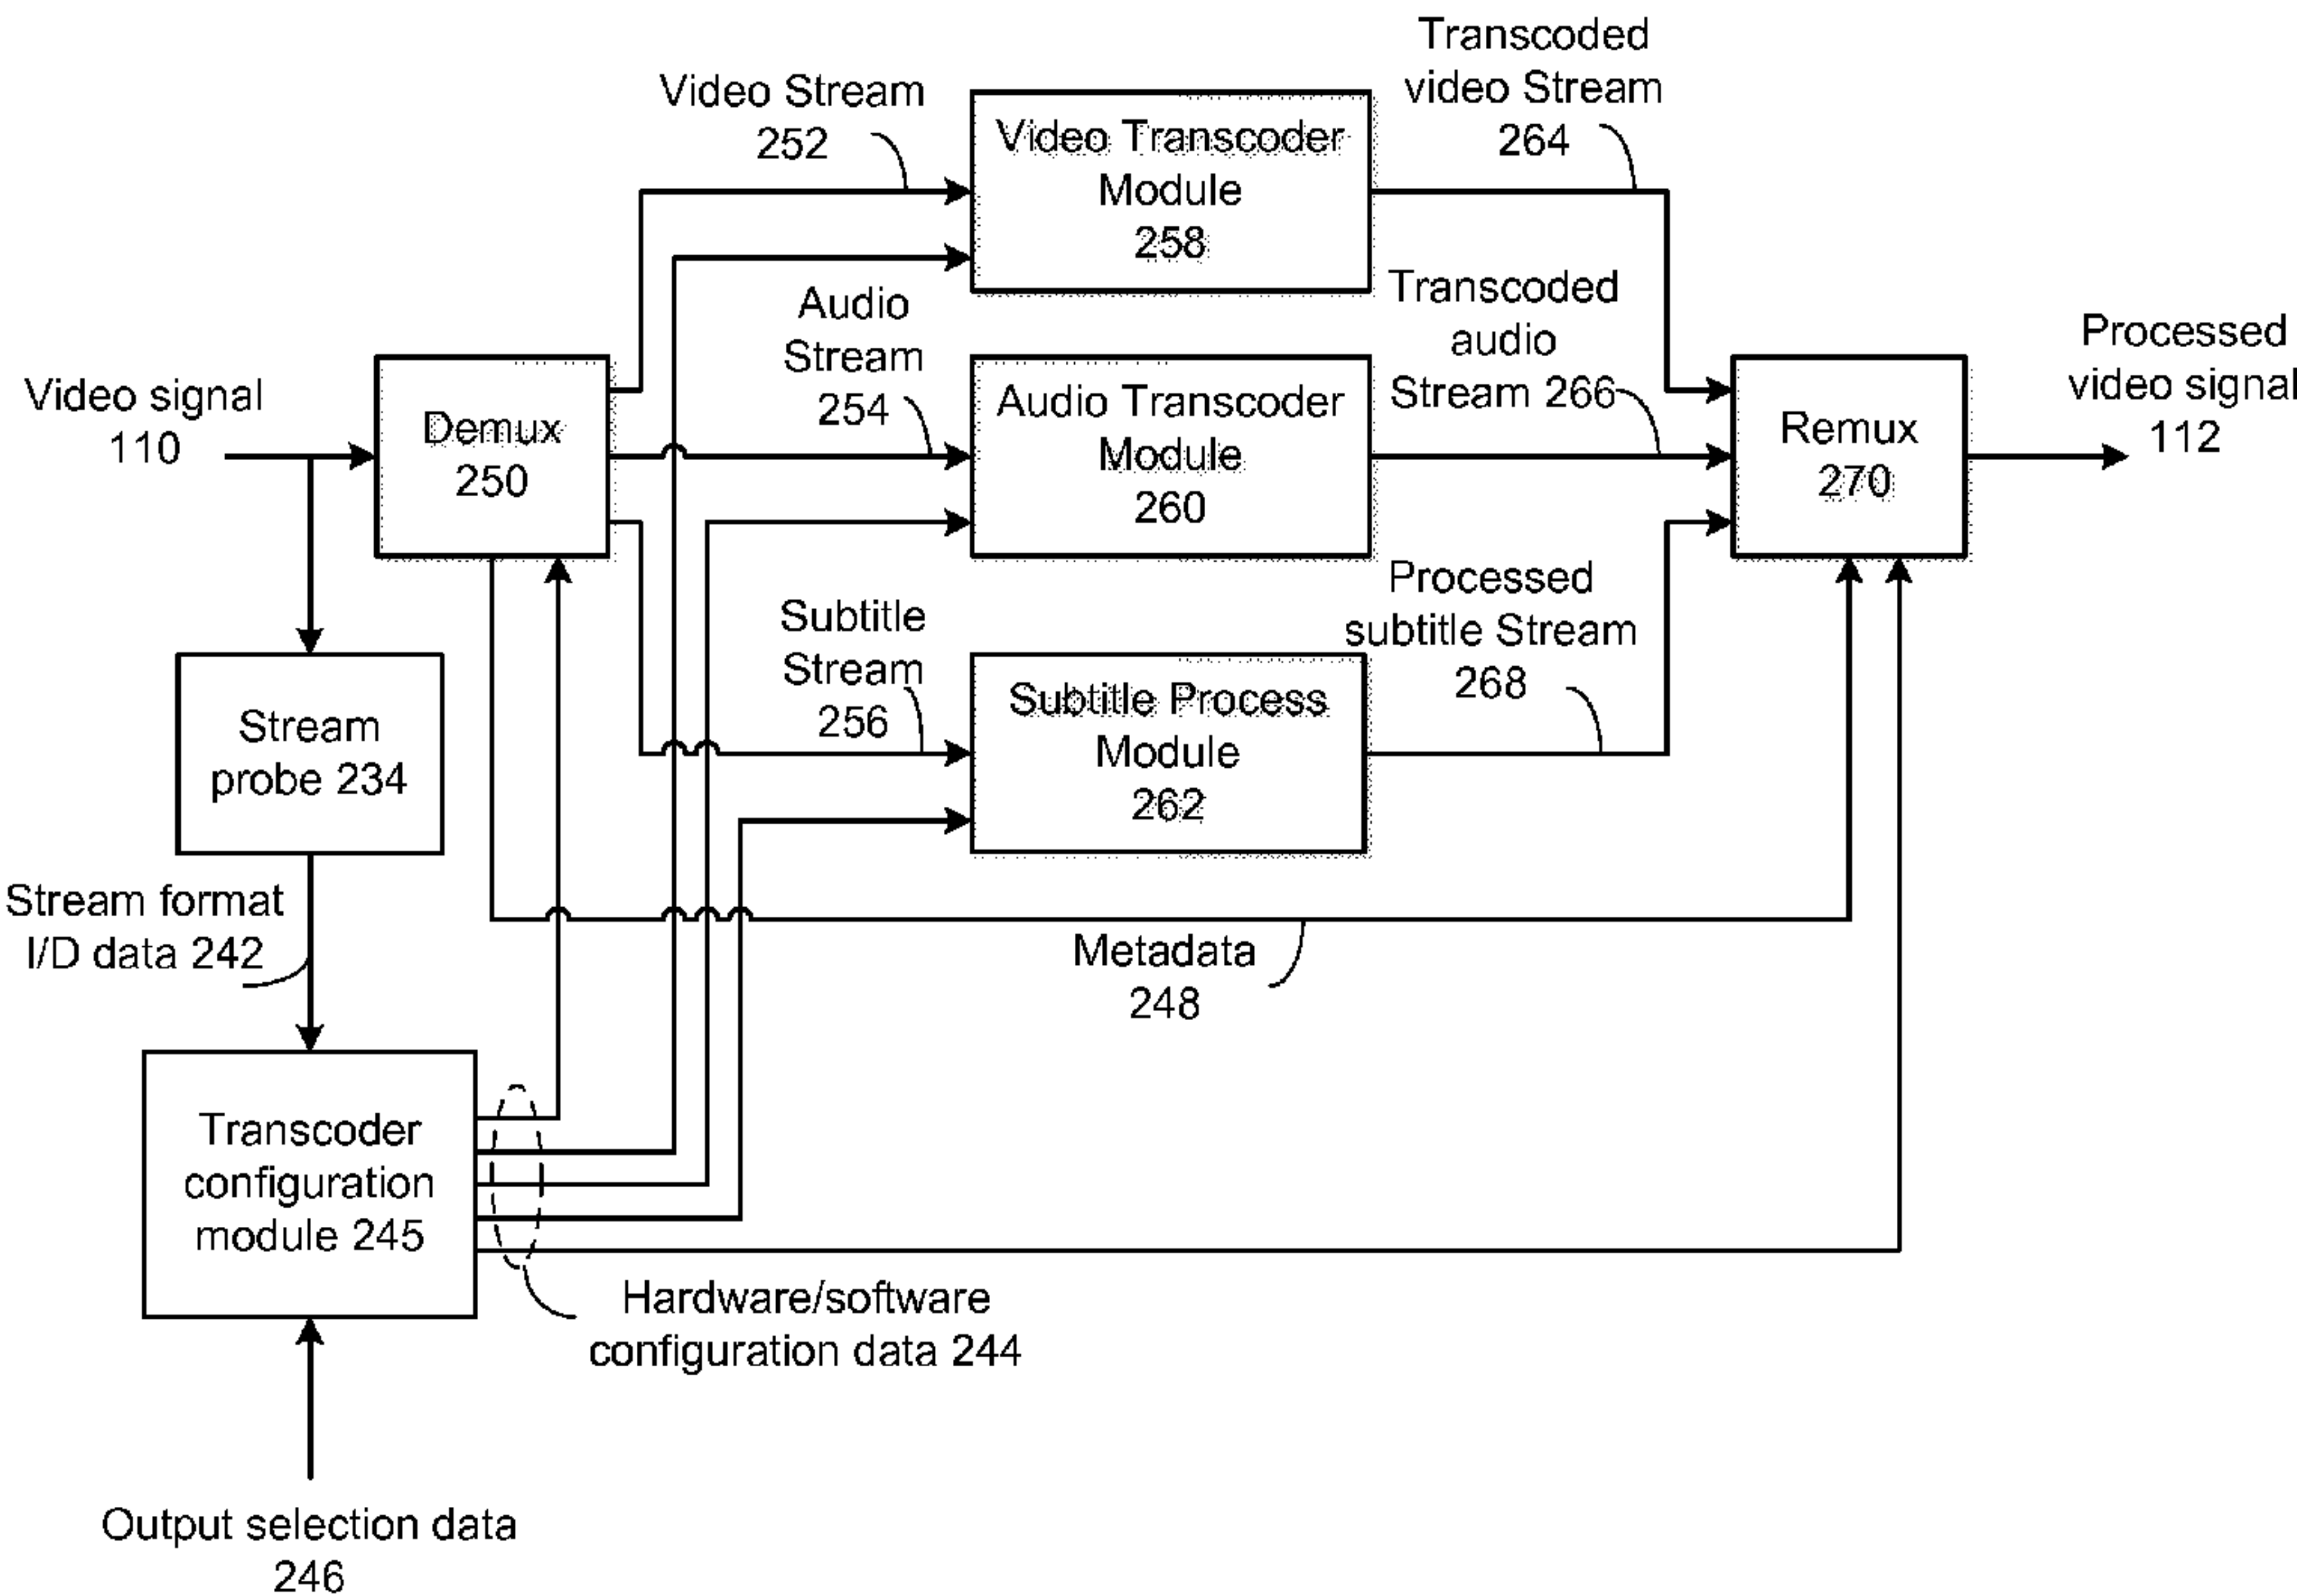 Transcoded
video Stream
264
Video Stream
252
Video Transcoder
Module
258
Audio
Stream
254
Transcoded
audio
Stream 266
Processed
video signal
112
Video signal
110
Demux
250
Audio Transcoder
Module
260
Remux
270
Subtitle
Stream
256
Processed
subtitle Stream
268
Stream
probe 234
Subtitle Process
Module
262
Stream format
I/D data 242
Metadata
248
Transcoder
configuration
module 245
Hardware/software
configuration data 244
Output selection data
246